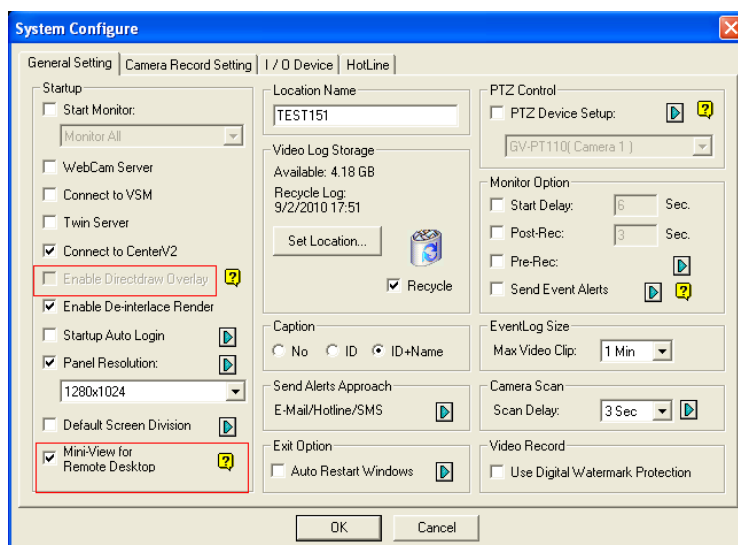 System Configure
General Setting
Camera Record Setting
I / O Device
HotLine
Startup
Start Monitor:
Monitor All
WebCam Server
Connect to VSM
Twin Server
Connect to CenterV2
Enable Directdraw Overlay
?
Enable De-interlace Render
Startup Auto Login
Panel Resolution:
1280x1024
Default Screen Division
Mini-View for
Remote Desktop
?
Location Name
TEST151
Video Log Storage
Available: 4.18 GB
Recycle Log:
9/2/2010 17:51
Set Location...
Recycle
Caption
No
ID
ID+Name
Send Alerts Approach
E-Mail/Hotline/SMS
Exit Option
Auto Restart Windows
PTZ Control
PTZ Device Setup:
?
GV-PT110( Camera 1 )
Monitor Option
Start Delay: 6 Sec.
Post-Rec: 3 Sec.
Pre-Rec:
Send Event Alerts
?
EventLog Size
Max Video Clip: 1 Min
Camera Scan
Scan Delay: 3 Sec
Video Record
Use Digital Watermark Protection
OK
Cancel